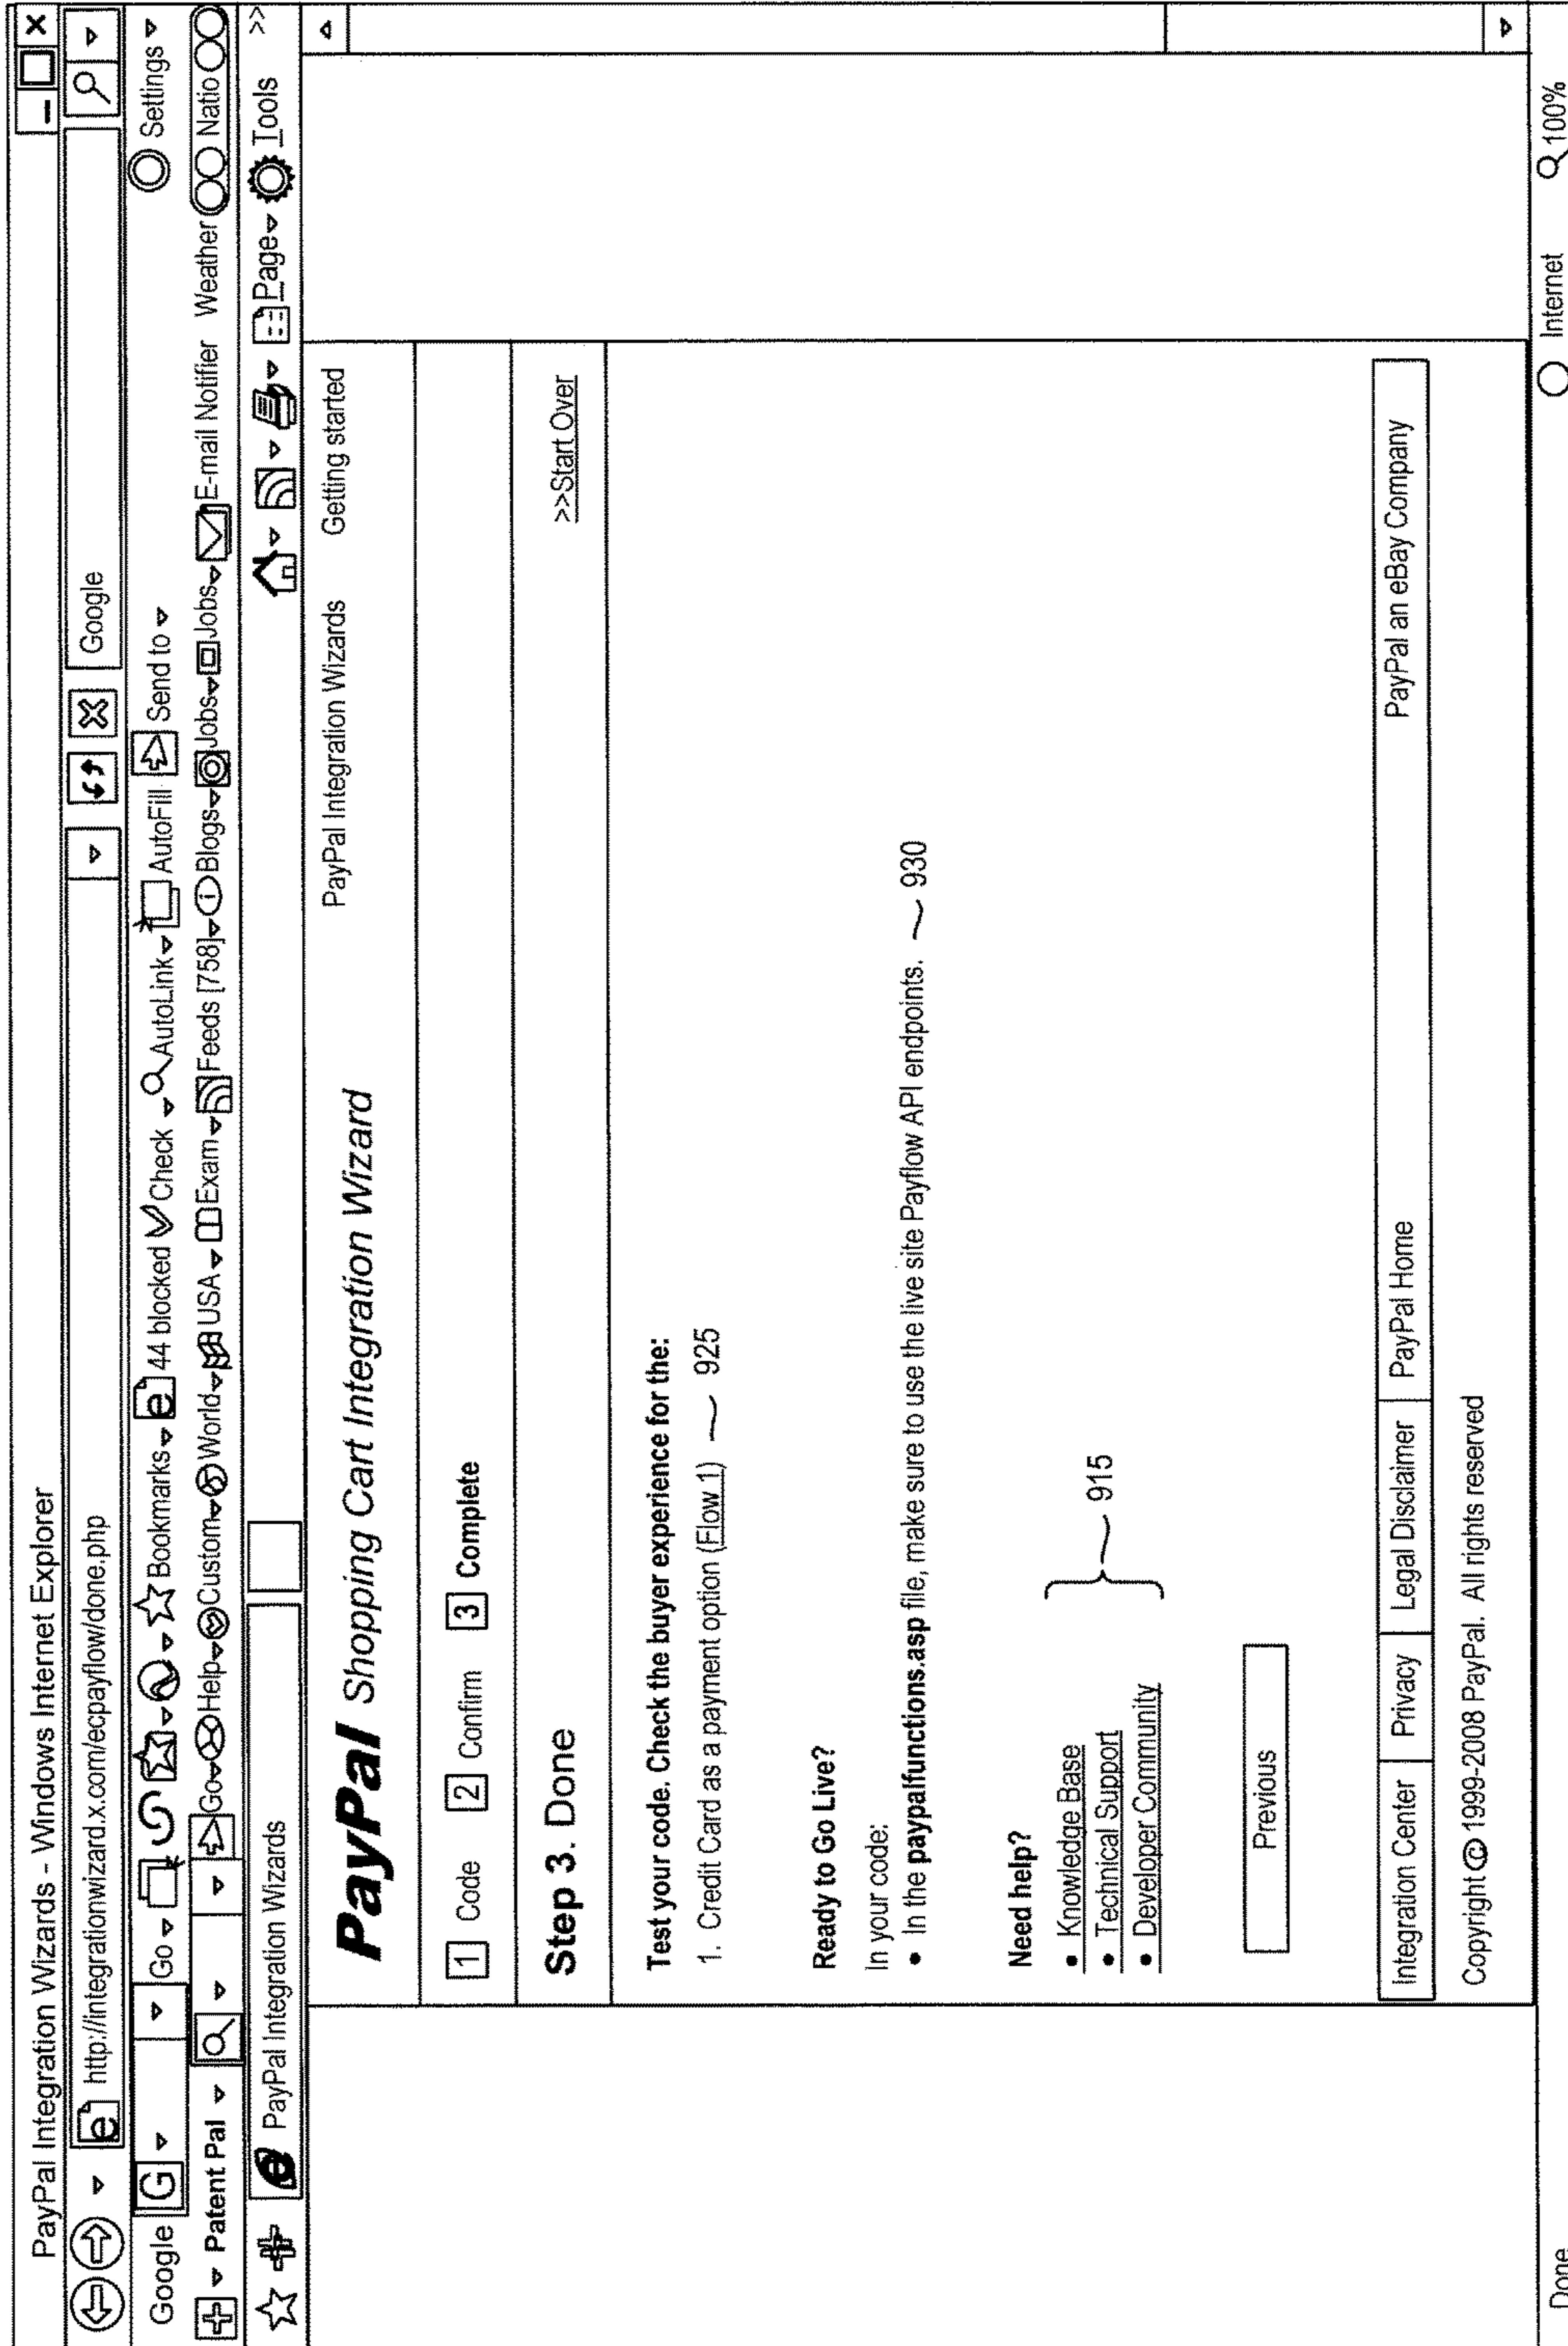 PayPal Integration Wizards - Windows Internet Explorer
http://integrationwizard.x.com/ecpayflow/done.php Google
Google G Go Bookmarks 44 blocked Check AutoLink AutoFill Send to Settings
Patent Pal Go Help Custom World USA Exam Feeds [758] Blogs Jobs Jobs E-mail Notifier Weather Natio
PayPal Integration Wizards Page Tools >>
PayPal Shopping Cart Integration Wizard PayPal Integration Wizards Getting started
1 Code 2 Confirm 3 Complete
Step 3. Done >>Start Over
Test your code. Check the buyer experience for the:
1. Credit Card as a payment option (Flow 1) 925
Ready to Go Live?
In your code:
• In the paypalfunctions.asp file, make sure to use the live site Payflow API endpoints. 930
Need help?
• Knowledge Base
• Technical Support 915
• Developer Community
Previous
Integration Center Privacy Legal Disclaimer PayPal Home PayPal an eBay Company
Copyright © 1999-2008 PayPal. All rights reserved
Done Internet 100%